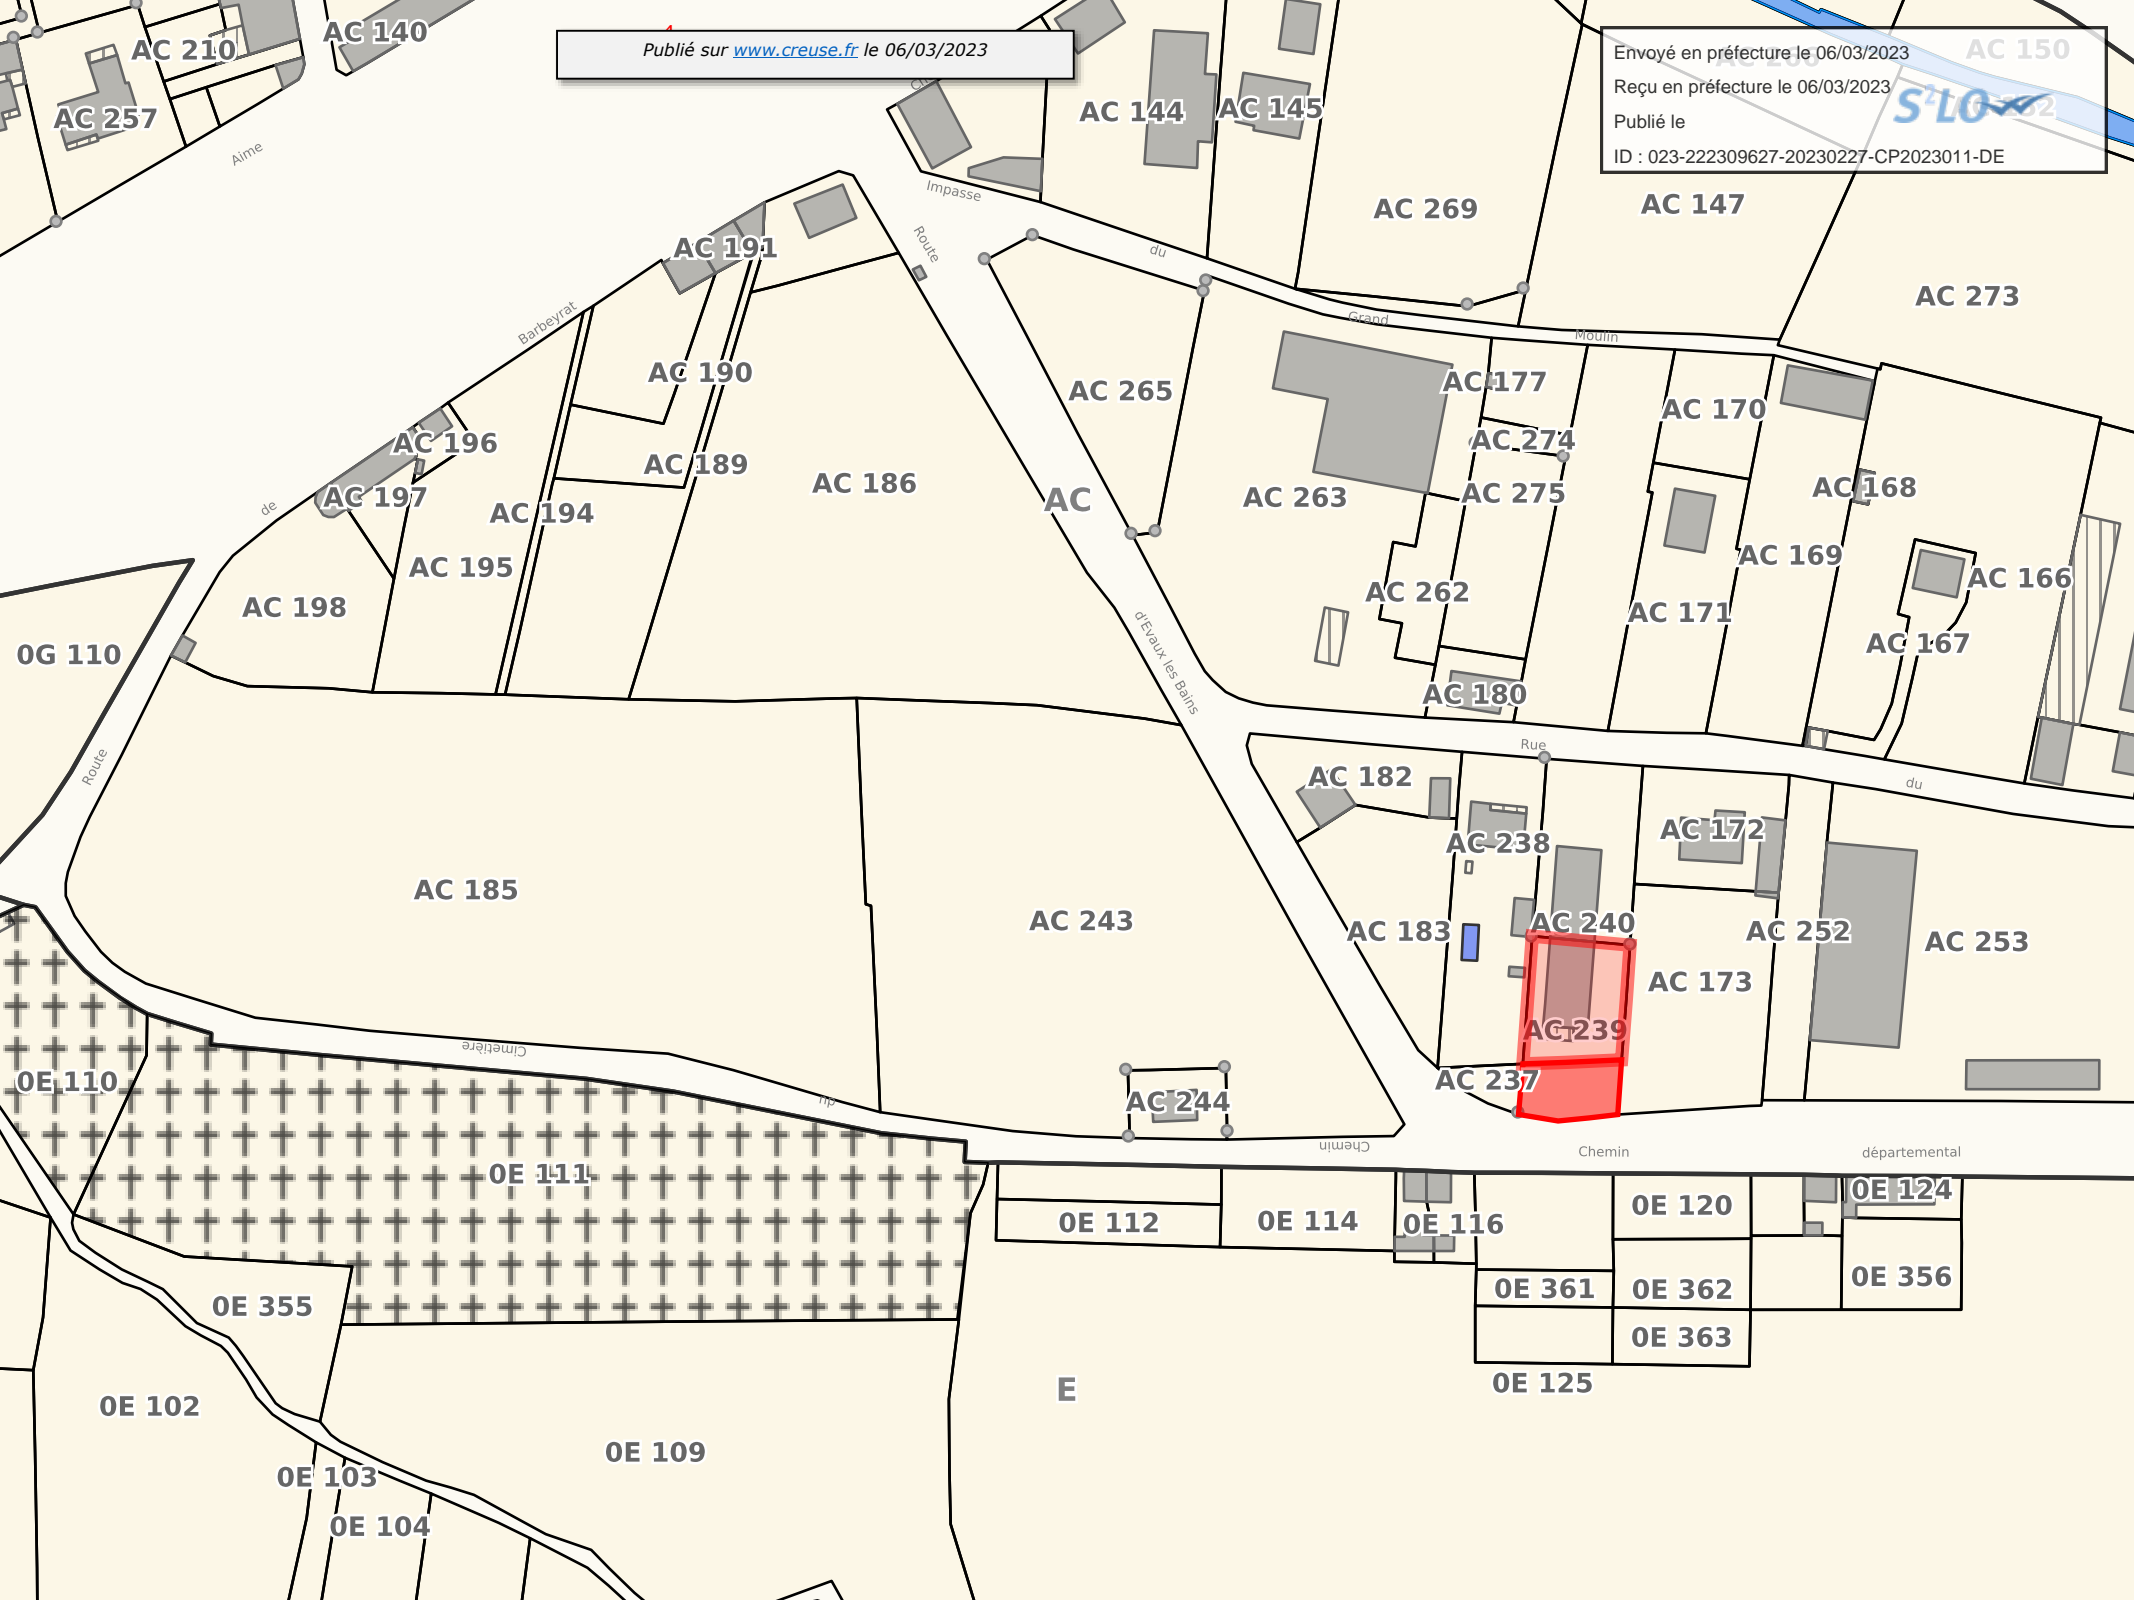 AC 210
AC 140
AC 257
Aime
Publié sur www.creuse.fr le 06/03/2023
Envoyé en préfecture le 06/03/2023
Reçu en préfecture le 06/03/2023
Publié le
ID : 023-222309627-20230227-CP2023011-DE
S²LO
AC 150
AC 144
AC 145
AC 269
AC 147
AC 273
Impasse
du
Grand
Moulin
Route
d'Evaux les Bains
AC 191
Barbeyrat
de
Route
AC 190
AC 189
AC 186
AC 196
AC 197
AC 194
AC 195
AC 198
0G 110
AC 265
AC
AC 263
AC 177
AC 274
AC 275
AC 262
AC 180
AC 170
AC 171
AC 169
AC 168
AC 166
AC 167
Rue
du
AC 182
AC 238
AC 172
AC 183
AC 240
AC 239
AC 237
AC 173
AC 252
AC 253
AC 185
AC 243
AC 244
Cimetière
du
Chemin
Chemin
départemental
0E 110
0E 111
0E 112
0E 114
0E 116
0E 120
0E 124
0E 361
0E 362
0E 356
0E 363
0E 125
0E 355
0E 102
0E 103
0E 104
0E 109
E